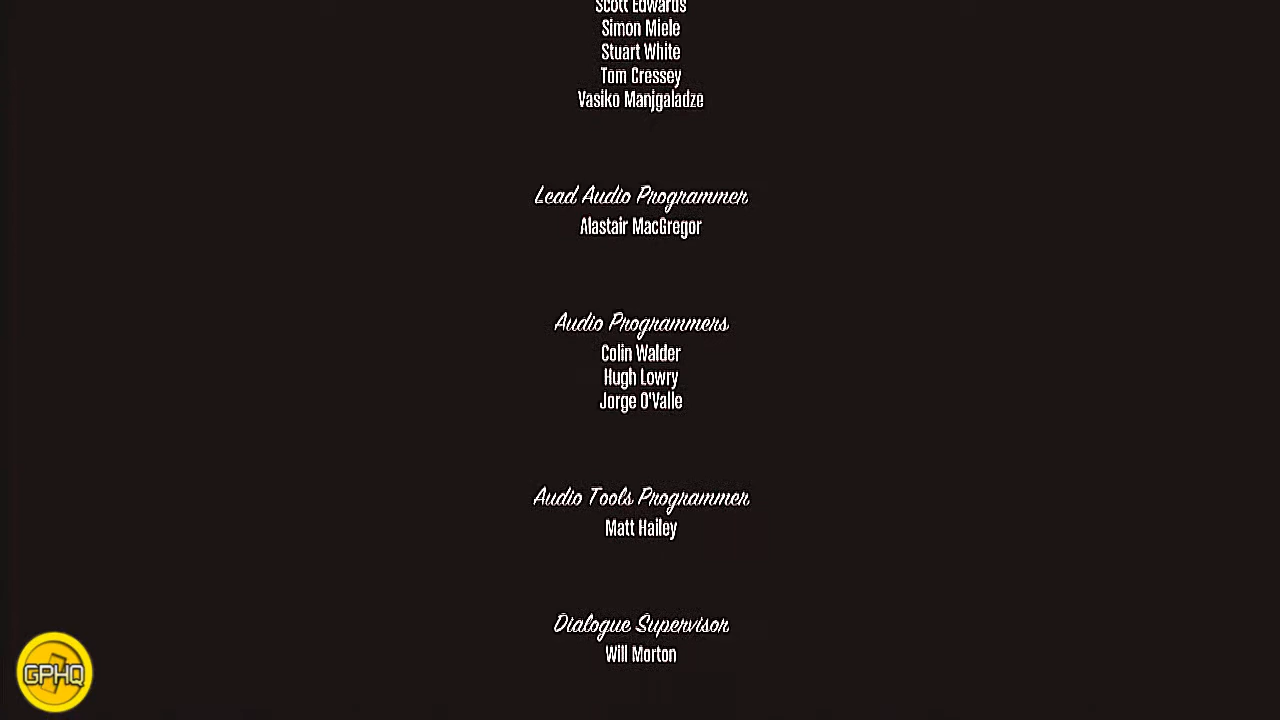 Scott Edwards
Simon Miele
Stuart White
Tom Cressey
Vasiko Manjgaladze
Lead Audio Programmer
Alastair MacGregor
Audio Programmers
Colin Walder
Hugh Lowry
Jorge O'Valle
Audio Tools Programmer
Matt Hailey
Dialogue Supervisor
Will Morton
GPHQ